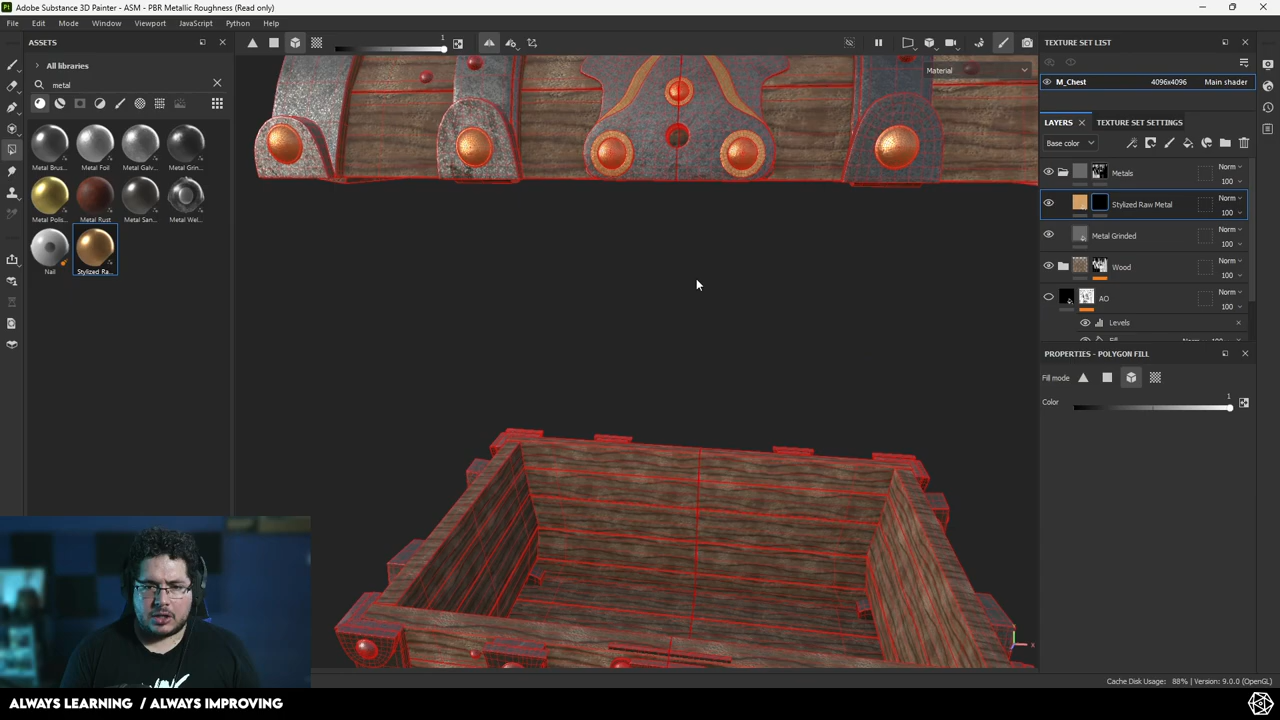 Pt Adobe Substance 3D Painter - ASM - PBR Metallic Roughness (Read only)
File Edit Mode Window Viewport JavaScript Python Help
ASSETS
All libraries
metal
Metal Brus...
Metal Foil
Metal Galv...
Metal Grin...
Metal Polis...
Metal Rust
Metal San...
Metal Wel...
Nail
Stylized Ra...
1
Material
TEXTURE SET LIST
M_Chest 4096x4096 Main shader
LAYERS TEXTURE SET SETTINGS
Base color
Metals Norm 100
Stylized Raw Metal Norm 100
Metal Grinded Norm 100
Wood Norm 100
AO Norm 100
Levels
PROPERTIES - POLYGON FILL
Fill mode
Color 1
Cache Disk Usage: 88% | Version: 9.0.0 (OpenGL)
ALWAYS LEARNING / ALWAYS IMPROVING